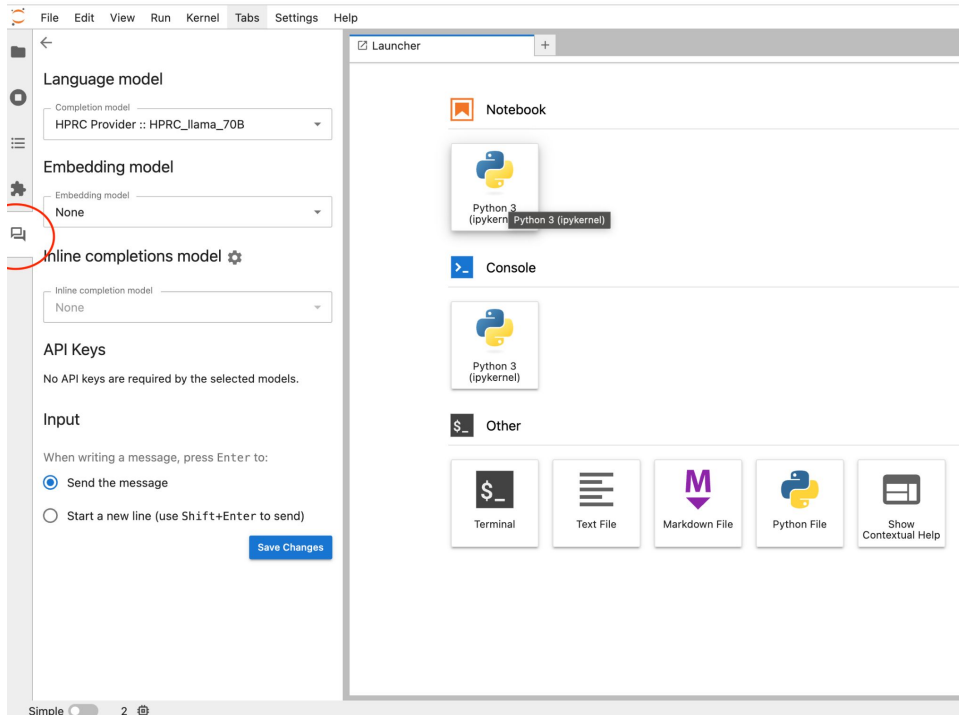 File Edit View Run Kernel Tabs Settings Help
Launcher
+
Language model
Completion model
HPRC Provider :: HPRC_llama_70B
Embedding model
Embedding model
None
Inline completions model
Inline completion model
None
API Keys
No API keys are required by the selected models.
Input
When writing a message, press Enter to:
Send the message
Start a new line (use Shift+Enter to send)
Save Changes
Notebook
Python 3
(ipykern
Python 3 (ipykernel)
>_ Console
Python 3
(ipykernel)
$_ Other
$_
Terminal
Text File
M
Markdown File
Python File
Show
Contextual Help
Simple 2